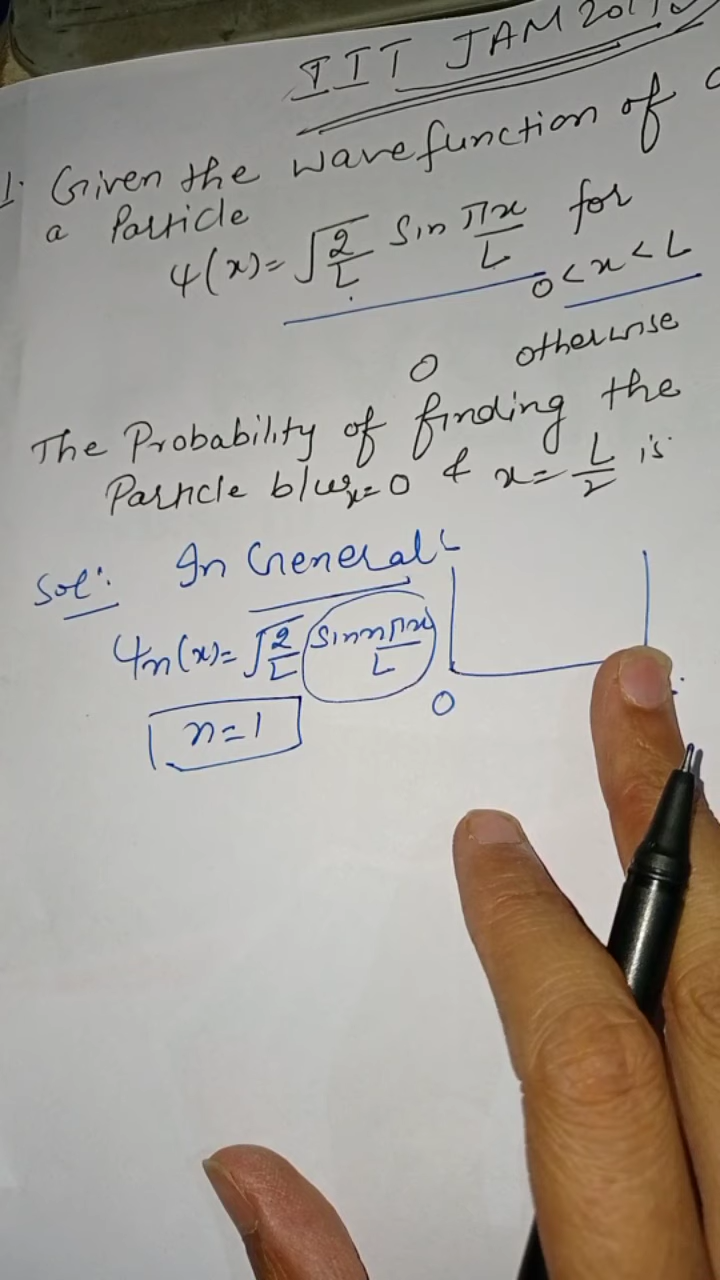 IIT JAM 201
1. Given the wavefunction of
a Particle
ψ(x)= √2/L Sin πx/L for
0<x<L
0 otherwise
The Probability of finding the
Particle b/w x=0 & x= L/2 is
Sol: In General
ψn(x)= √2/L Sin nπx/L
0
n=1